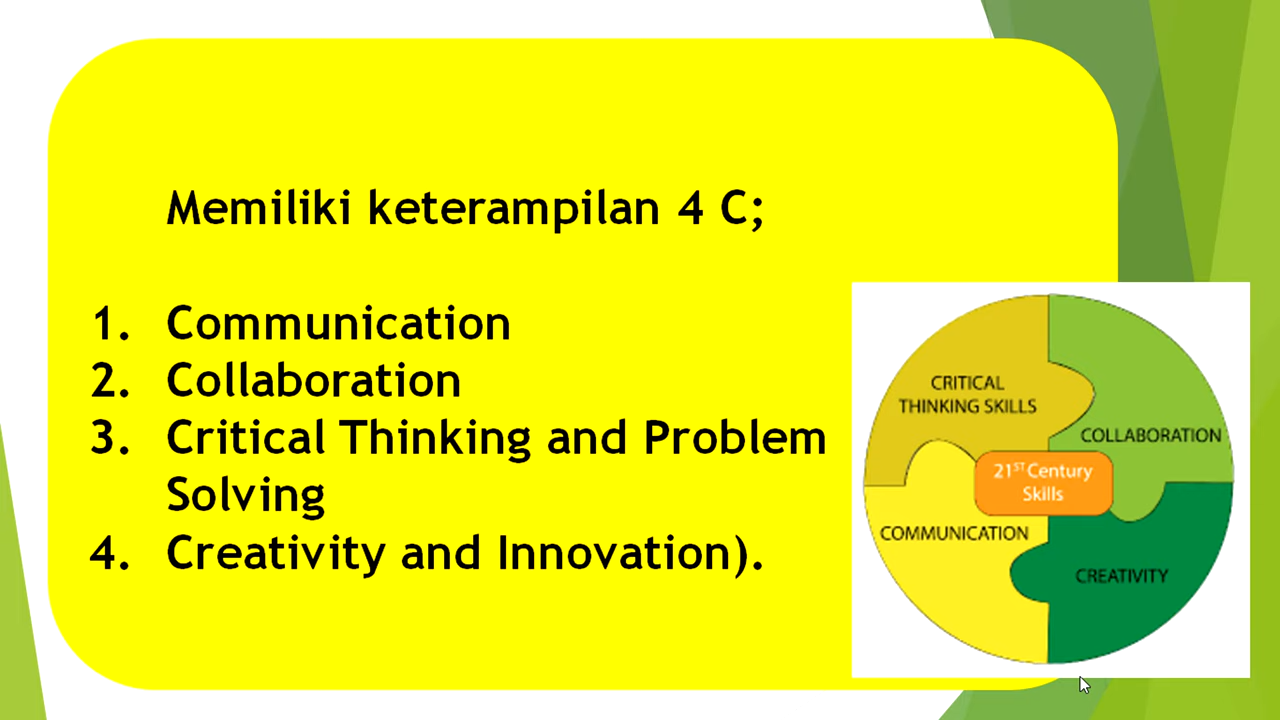 Memiliki keterampilan 4 C;
1. Communication
2. Collaboration
3. Critical Thinking and Problem
Solving
4. Creativity and Innovation).
CRITICAL
THINKING SKILLS
COLLABORATION
21ST Century
Skills
COMMUNICATION
CREATIVITY